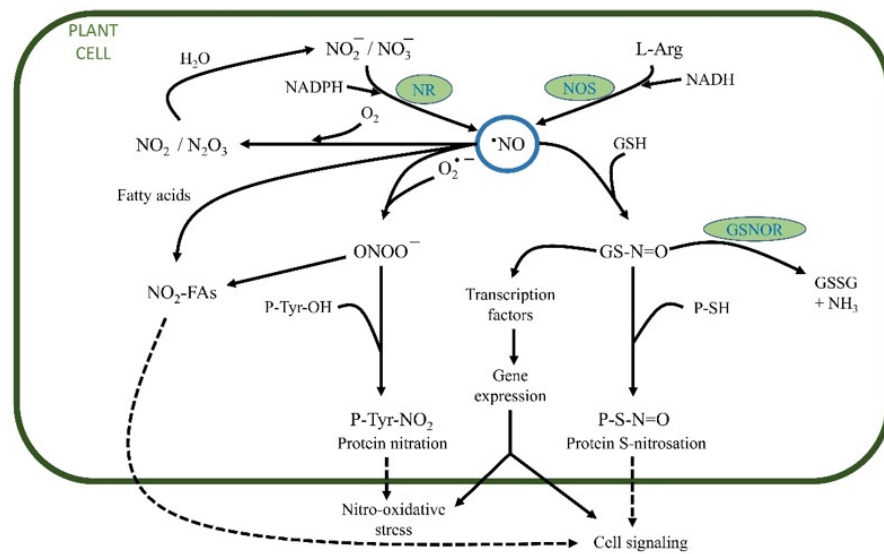 PLANT
CELL
H₂O
NO₂⁻ / NO₃⁻
L-Arg
NADPH
NR
NOS
NADH
O₂
NO₂ / N₂O₃
•NO
GSH
O₂•⁻
Fatty acids
ONOO⁻
GS-N=O
GSNOR
NO₂-FAs
P-Tyr-OH
Transcription
factors
P-SH
GSSG
+ NH₃
Gene
expression
P-Tyr-NO₂
Protein nitration
P-S-N=O
Protein S-nitrosation
Nitro-oxidative
stress
Cell signaling